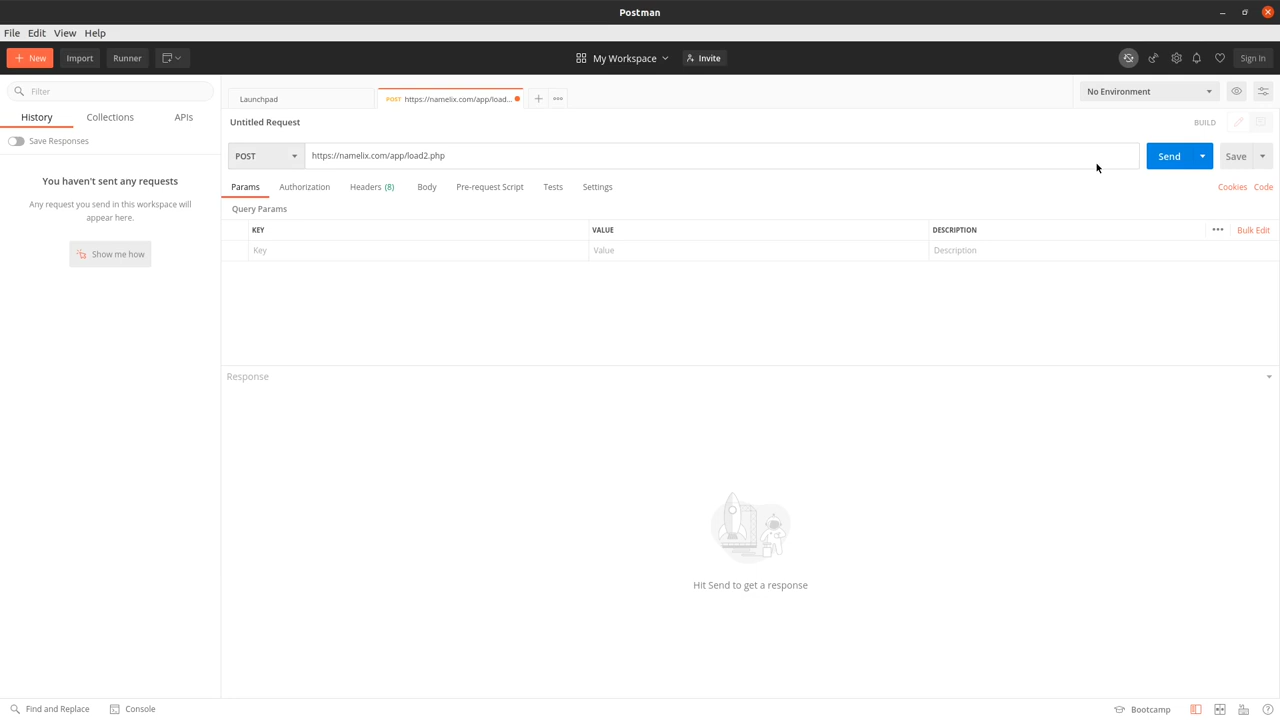 Postman
File Edit View Help
New Import Runner My Workspace Invite Sign In
Filter
Launchpad POST https://namelix.com/app/load... No Environment
History Collections APIs
Save Responses
You haven't sent any requests
Any request you send in this workspace will
appear here.
Show me how
Untitled Request BUILD
POST https://namelix.com/app/load2.php Send Save
Params Authorization Headers (8) Body Pre-request Script Tests Settings Cookies Code
Query Params
KEY VALUE DESCRIPTION Bulk Edit
Key Value Description
Response
Hit Send to get a response
Find and Replace Console Bootcamp